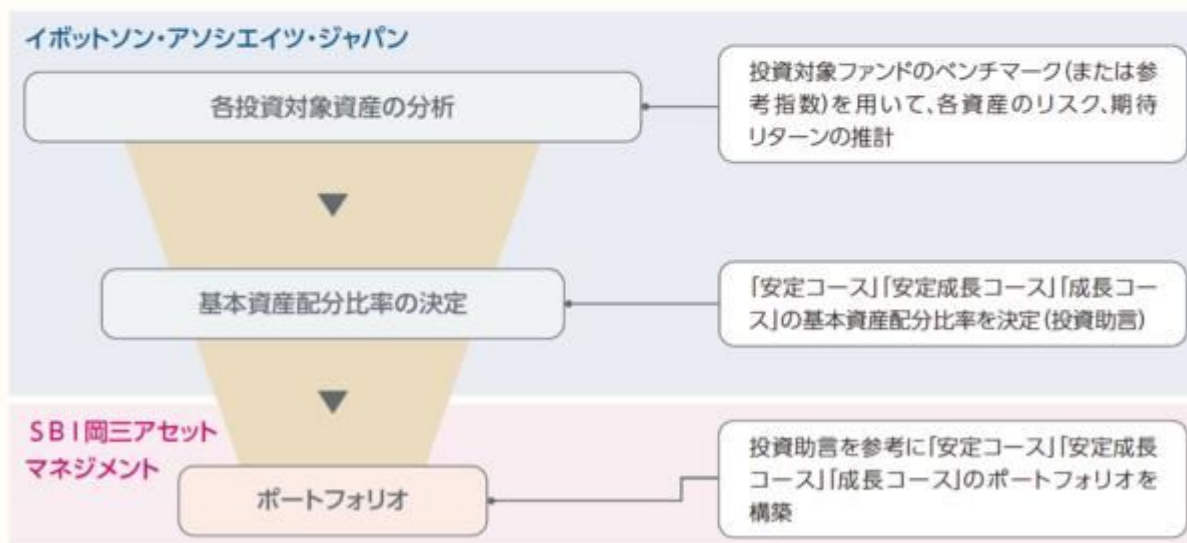 イボットソン・アソシエイツ・ジャパン
各投資対象資産の分析
投資対象ファンドのベンチマーク(または参
考指数)を用いて、各資産のリスク、期待
リターンの推計
基本資産配分比率の決定
「安定コース」「安定成長コース」「成長コー
ス」の基本資産配分比率を決定(投資助言)
SBI岡三アセット
マネジメント
ポートフォリオ
投資助言を参考に「安定コース」「安定成長
コース」「成長コース」のポートフォリオを
構築